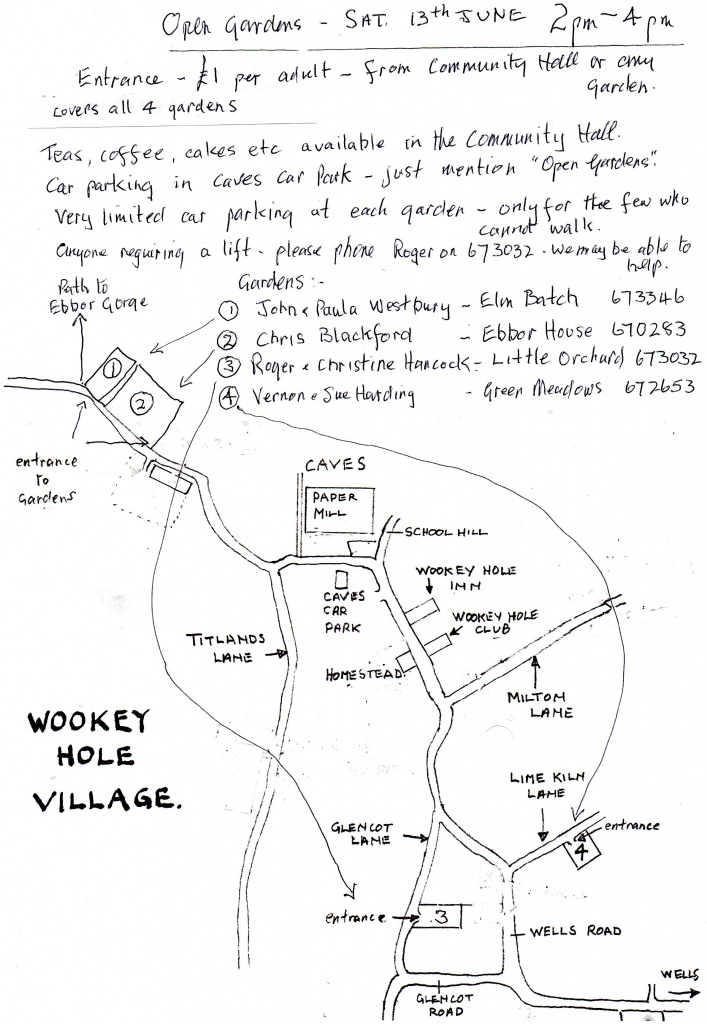 Open Gardens - SAT. 13th JUNE 2pm - 4pm
Entrance - £1 per adult - from Community Hall or any
Garden.
covers all 4 gardens
Teas, coffee, cakes etc available in the Community Hall.
Car parking in Caves Car Park - just mention "Open Gardens".
Very limited car parking at each garden - only for the few who
cannot walk.
Anyone requiring a lift - please phone Roger on 673032 - we may be able to
help.
Path to
Ebbor Gorge
Gardens :-
① John & Paula Westbury - Elm Batch 673346
② Chris Blackford - Ebbor House 670283
③ Roger & Christine Hancock - Little Orchard 673032
④ Vernon & Sue Harding - Green Meadows 672653
①
②
entrance
to
Gardens
CAVES
PAPER
MILL
SCHOOL HILL
WOOKEY HOLE
INN
CAVES
CAR
PARK
WOOKEY HOLE
CLUB
TITLANDS
LANE
HOMESTEAD
MILTON
LANE
WOOKEY
HOLE
VILLAGE.
LIME KILN
LANE
GLENCOT
LANE
entrance
4
entrance
3
WELLS ROAD
WELLS
GLENCOT
ROAD